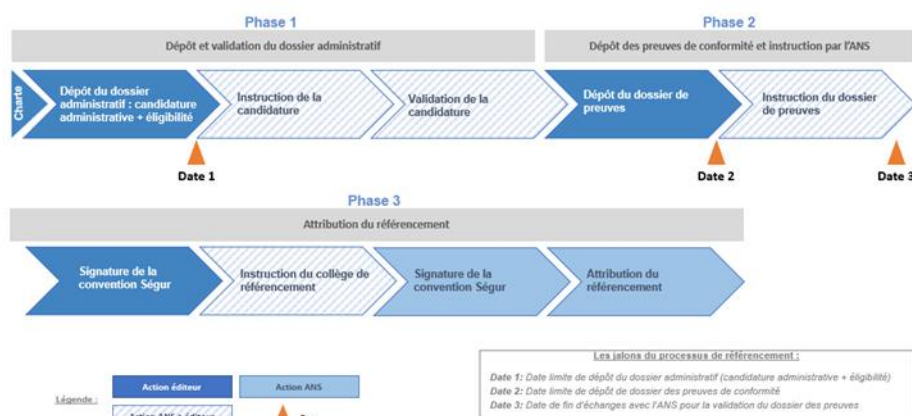 Phase 1
Phase 2
Dépôt et validation du dossier administratif
Dépôt des preuves de conformité et instruction par l'ANS
Charte
Dépôt du dossier
administratif : candidature
administrative + éligibilité
Instruction de la
candidature
Validation de la
candidature
Dépôt du dossier de
preuves
Instruction du dossier
de preuves
Date 1
Date 2
Date 3
Phase 3
Attribution du référencement
Signature de la
convention Ségur
Instruction du collège de
référencement
Signature de la
convention Ségur
Attribution du
référencement
Légende :
Action éditeur
Action ANS
Action ANS + éditeur
Les jalons du processus de référencement :
Date 1: Date limite de dépôt du dossier administratif (candidature administrative + éligibilité)
Date 2: Date limite de dépôt de dossier des preuves de conformité
Date 3: Date de fin d'échanges avec l'ANS pour la validation du dossier des preuves